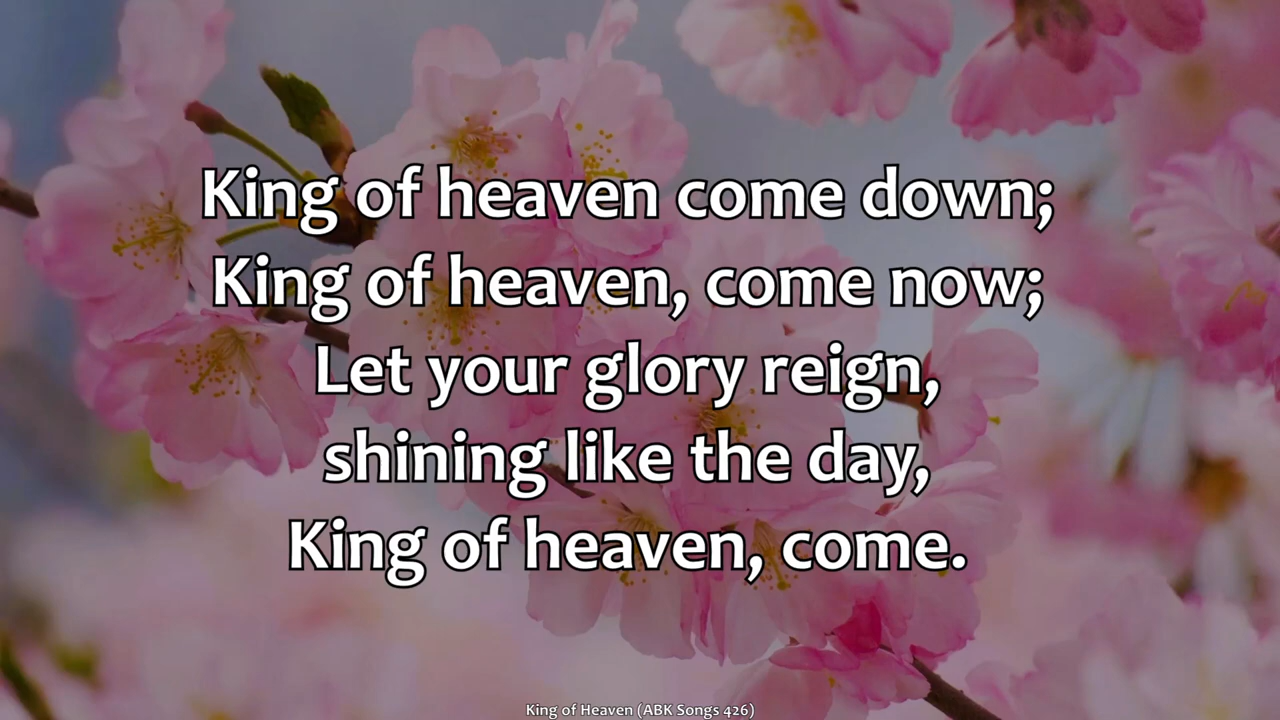 King of heaven come down;
King of heaven, come now;
Let your glory reign,
shining like the day,
King of heaven, come.
King of Heaven (ABK Songs 426)